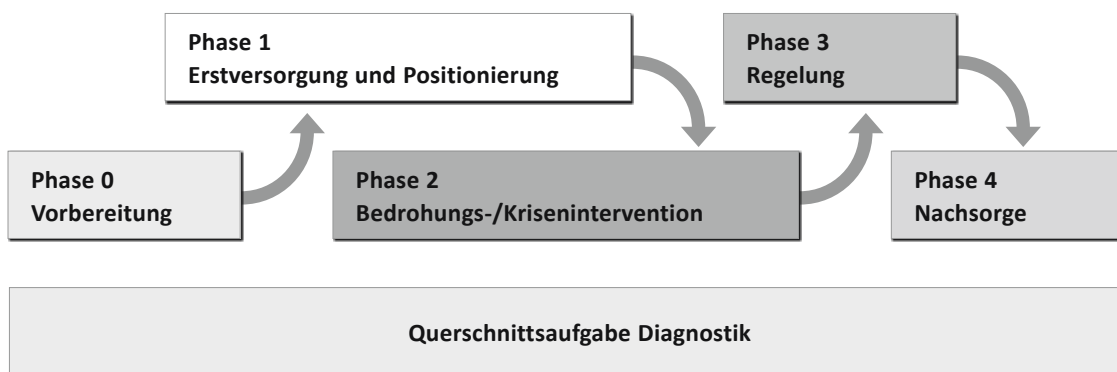 Phase 0
Vorbereitung
Phase 1
Erstversorgung und Positionierung
Phase 2
Bedrohungs-/Krisenintervention
Phase 3
Regelung
Phase 4
Nachsorge
Querschnittsaufgabe Diagnostik